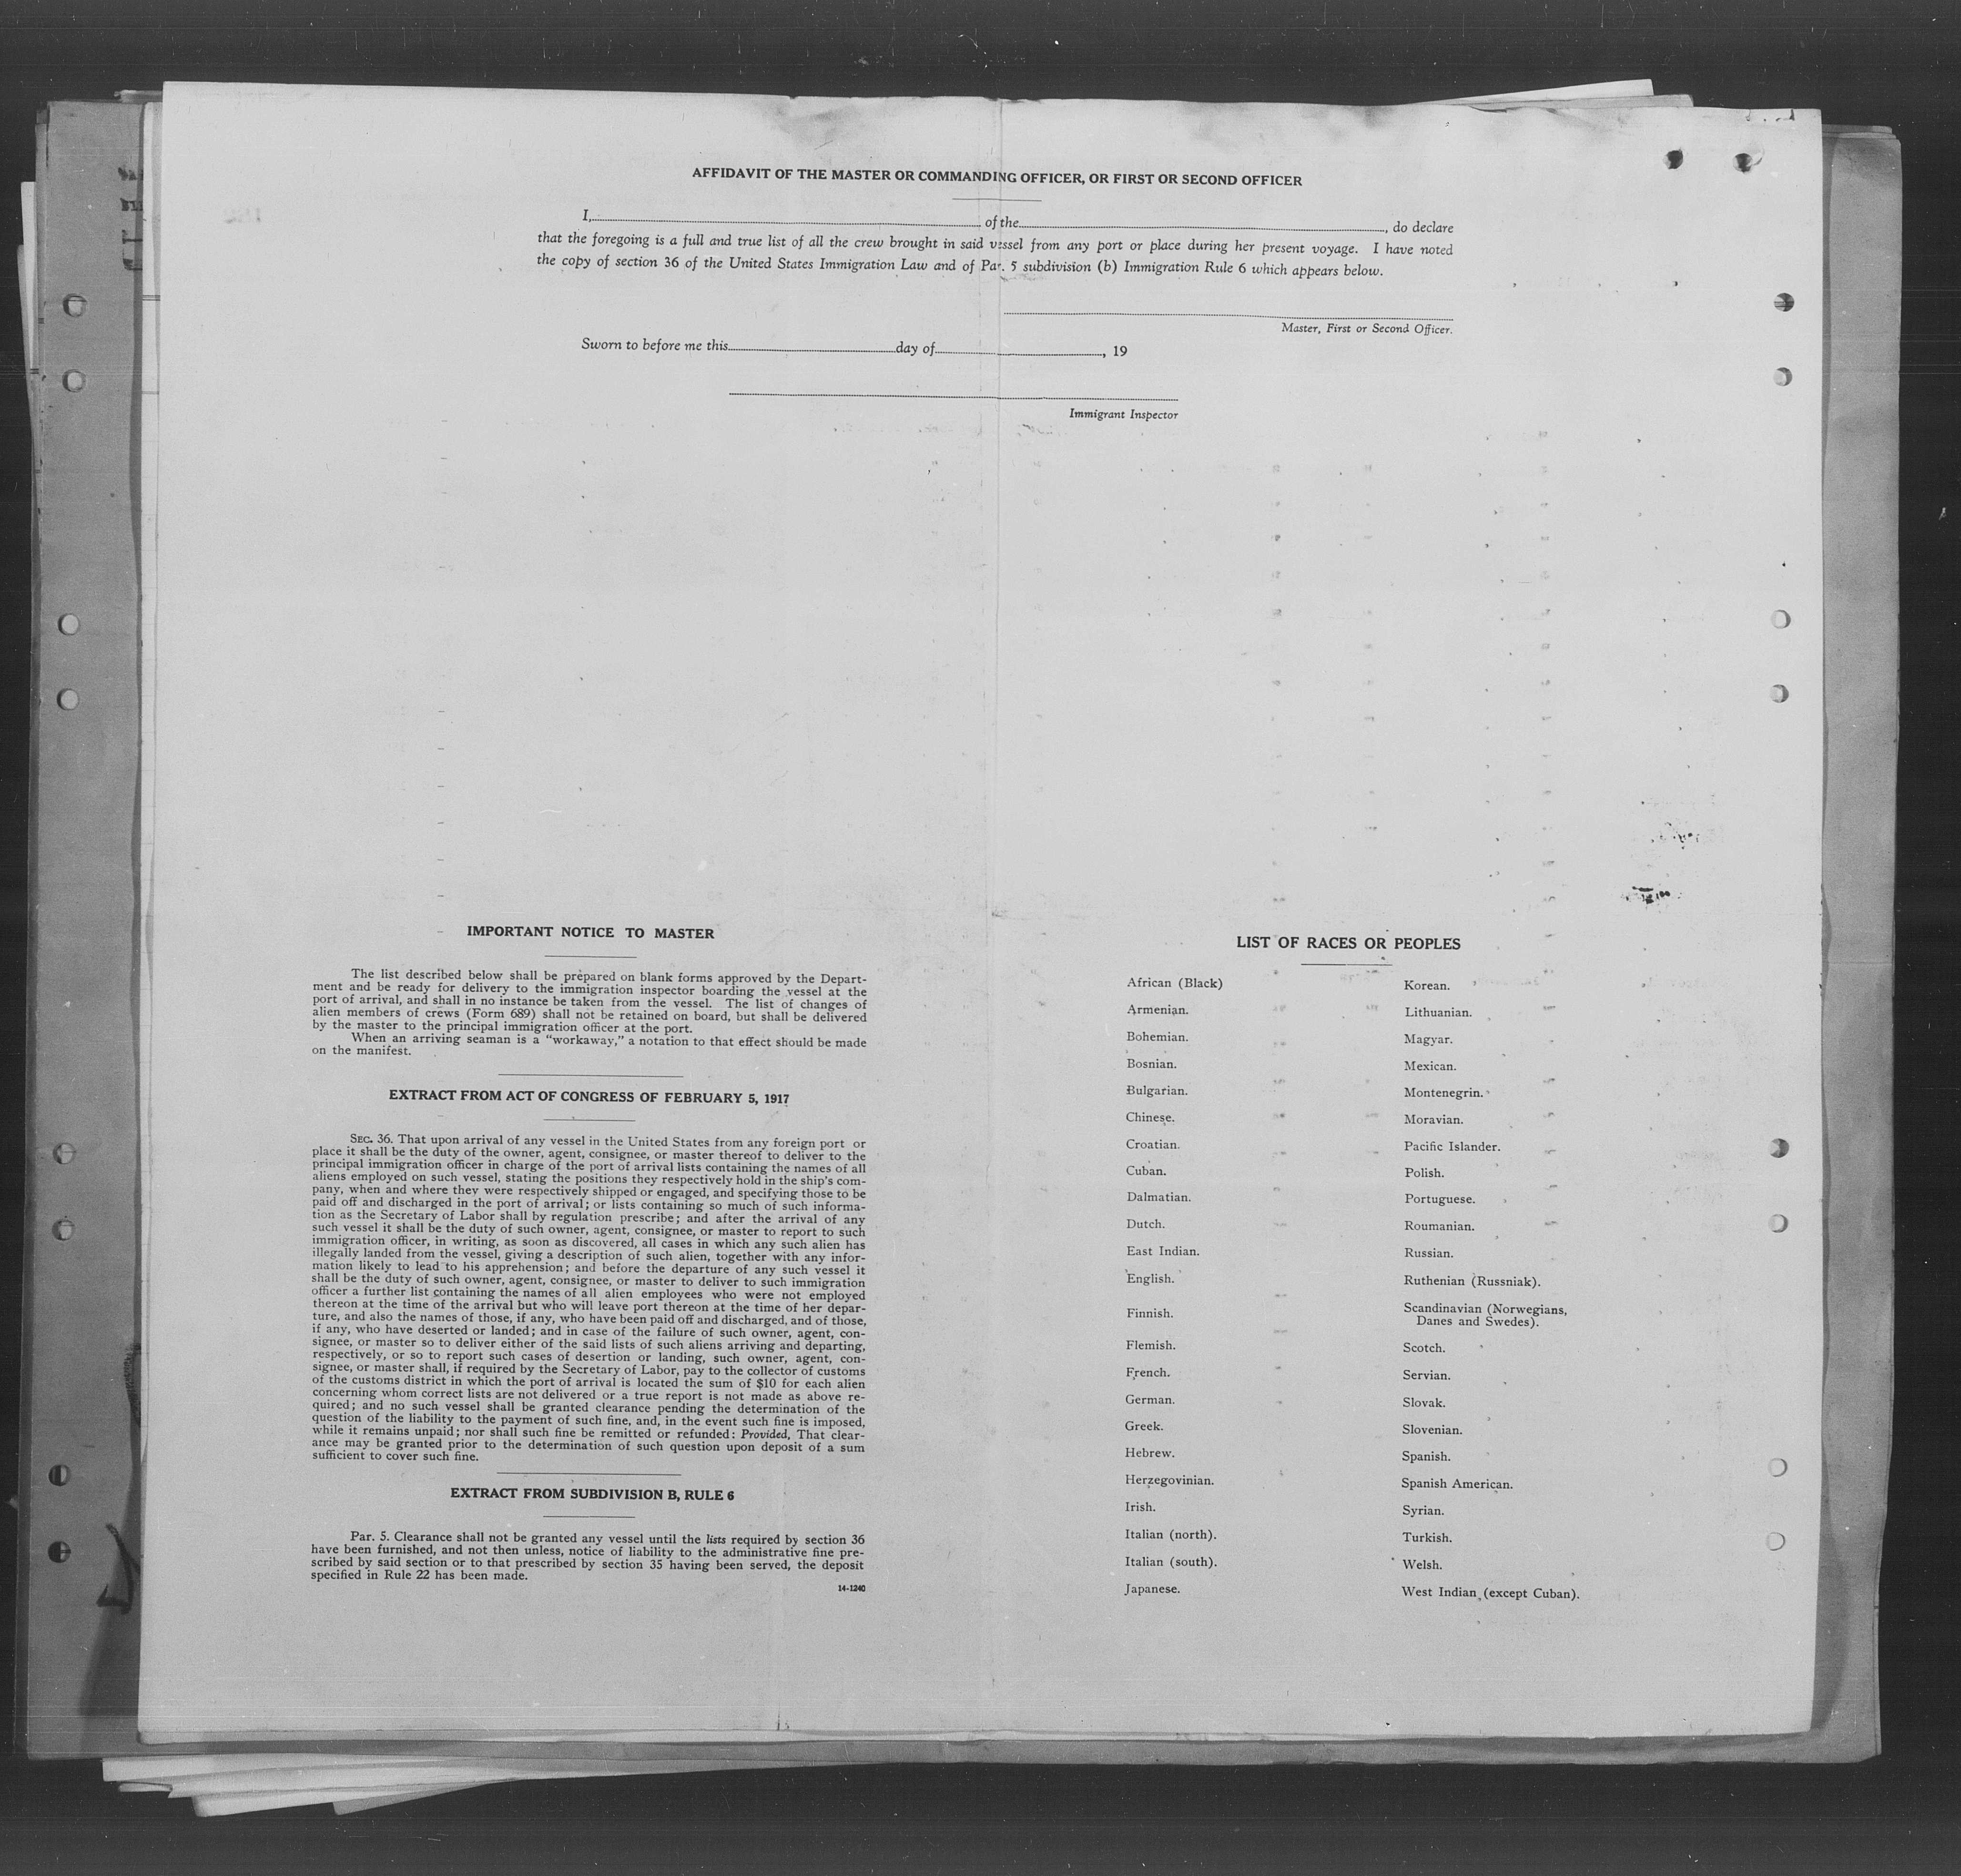 AFFIDAVIT OF THE MASTER OR COMMANDING OFFICER, OR FIRST OR SECOND OFFICER
I, of the , do declare
that the foregoing is a full and true list of all the crew brought in said vessel from any port or place during her present voyage. I have noted
the copy of section 36 of the United States Immigration Law and of Par. 5 subdivision (b) Immigration Rule 6 which appears below.
Master, First or Second Officer.
Sworn to before me this day of , 19
Immigrant Inspector
IMPORTANT NOTICE TO MASTER
The list described below shall be prepared on blank forms approved by the Depart-
ment and be ready for delivery to the immigration inspector boarding the vessel at the
port of arrival, and shall in no instance be taken from the vessel. The list of changes of
alien members of crews (Form 689) shall not be retained on board, but shall be delivered
by the master to the principal immigration officer at the port.
When an arriving seaman is a "workaway," a notation to that effect should be made
on the manifest.
EXTRACT FROM ACT OF CONGRESS OF FEBRUARY 5, 1917
SEC. 36. That upon arrival of any vessel in the United States from any foreign port or
place it shall be the duty of the owner, agent, consignee, or master thereof to deliver to the
principal immigration officer in charge of the port of arrival lists containing the names of all
aliens employed on such vessel, stating the positions they respectively hold in the ship's com-
pany, when and where they were respectively shipped or engaged, and specifying those to be
paid off and discharged in the port of arrival; or lists containing so much of such informa-
tion as the Secretary of Labor shall by regulation prescribe; and after the arrival of any
such vessel it shall be the duty of such owner, agent, consignee, or master to report to such
immigration officer, in writing, as soon as discovered, all cases in which any such alien has
illegally landed from the vessel, giving a description of such alien, together with any infor-
mation likely to lead to his apprehension; and before the departure of any such vessel it
shall be the duty of such owner, agent, consignee, or master to deliver to such immigration
officer a further list containing the names of all alien employees who were not employed
thereon at the time of the arrival but who will leave port thereon at the time of her depar-
ture, and also the names of those, if any, who have been paid off and discharged, and of those,
if any, who have deserted or landed; and in case of the failure of such owner, agent, con-
signee, or master so to deliver either of the said lists of such aliens arriving and departing,
respectively, or so to report such cases of desertion or landing, such owner, agent, con-
signee, or master shall, if required by the Secretary of Labor, pay to the collector of customs
of the customs district in which the port of arrival is located the sum of $10 for each alien
concerning whom correct lists are not delivered or a true report is not made as above re-
quired; and no such vessel shall be granted clearance pending the determination of the
question of the liability to the payment of such fine, and, in the event such fine is imposed,
while it remains unpaid; nor shall such fine be remitted or refunded: Provided, That clear-
ance may be granted prior to the determination of such question upon deposit of a sum
sufficient to cover such fine.
EXTRACT FROM SUBDIVISION B, RULE 6
Par. 5. Clearance shall not be granted any vessel until the lists required by section 36
have been furnished, and not then unless, notice of liability to the administrative fine pre-
scribed by said section or to that prescribed by section 35 having been served, the deposit
specified in Rule 22 has been made.
14-1240
LIST OF RACES OR PEOPLES
African (Black)
Armenian.
Bohemian.
Bosnian.
Bulgarian.
Chinese.
Croatian.
Cuban.
Dalmatian.
Dutch.
East Indian.
English.
Finnish.
Flemish.
French.
German.
Greek.
Hebrew.
Herzegovinian.
Irish.
Italian (north).
Italian (south).
Japanese.
Korean.
Lithuanian.
Magyar.
Mexican.
Montenegrin.
Moravian.
Pacific Islander.
Polish.
Portuguese.
Roumanian.
Russian.
Ruthenian (Russniak).
Scandinavian (Norwegians,
Danes and Swedes).
Scotch.
Servian.
Slovak.
Slovenian.
Spanish.
Spanish American.
Syrian.
Turkish.
Welsh.
West Indian (except Cuban).